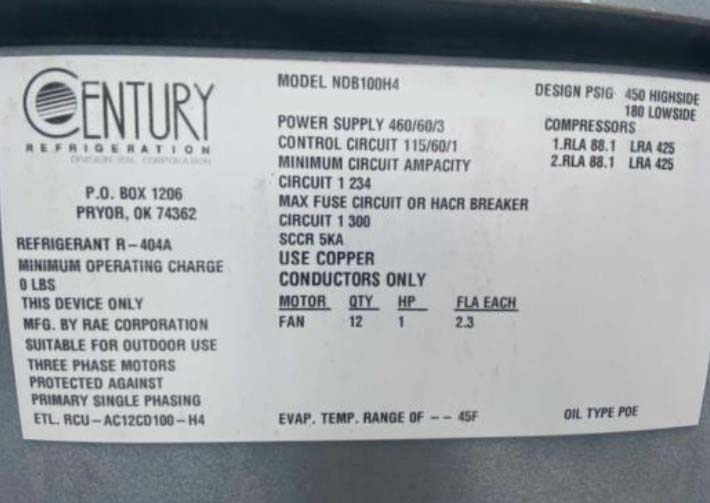 CENTURY
REFRIGERATION
DIVISION RAE CORPORATION
P.O. BOX 1206
PRYOR, OK 74362
REFRIGERANT R-404A
MINIMUM OPERATING CHARGE
0 LBS
THIS DEVICE ONLY
MFG. BY RAE CORPORATION
SUITABLE FOR OUTDOOR USE
THREE PHASE MOTORS
PROTECTED AGAINST
PRIMARY SINGLE PHASING
ETL. RCU-AC12CD100-H4
MODEL NDB100H4
POWER SUPPLY 460/60/3
CONTROL CIRCUIT 115/60/1
MINIMUM CIRCUIT AMPACITY
CIRCUIT 1 234
MAX FUSE CIRCUIT OR HACR BREAKER
CIRCUIT 1 300
SCCR 5KA
USE COPPER
CONDUCTORS ONLY
MOTOR QTY HP FLA EACH
FAN 12 1 2.3
EVAP. TEMP. RANGE OF -- 45F
DESIGN PSIG 450 HIGHSIDE
180 LOWSIDE
COMPRESSORS
1.RLA 88.1 LRA 425
2.RLA 88.1 LRA 425
OIL TYPE POE